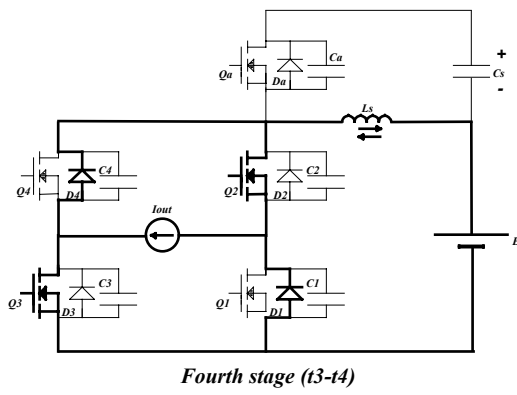 Ca
Qa
Da
+
Cs
-
Ls
C4
Q4
D4
C2
Q2
D2
Iout
E
C3
Q3
D3
C1
Q1
D1
Fourth stage (t3-t4)